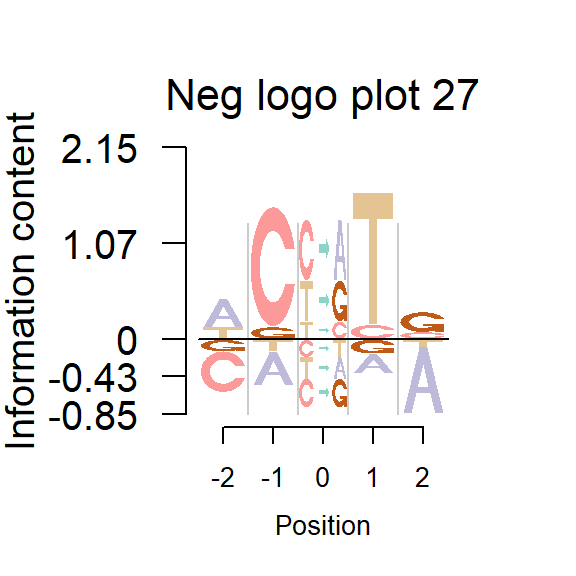 Neg logo plot 27
Information content
2.15
1.07
0
-0.43
-0.85
A
T
G
C
C
G
T
A
C A
T G
T C
C T
T A
C G
T
C
G
A
G
C
T
A
-2 -1 0 1 2
Position